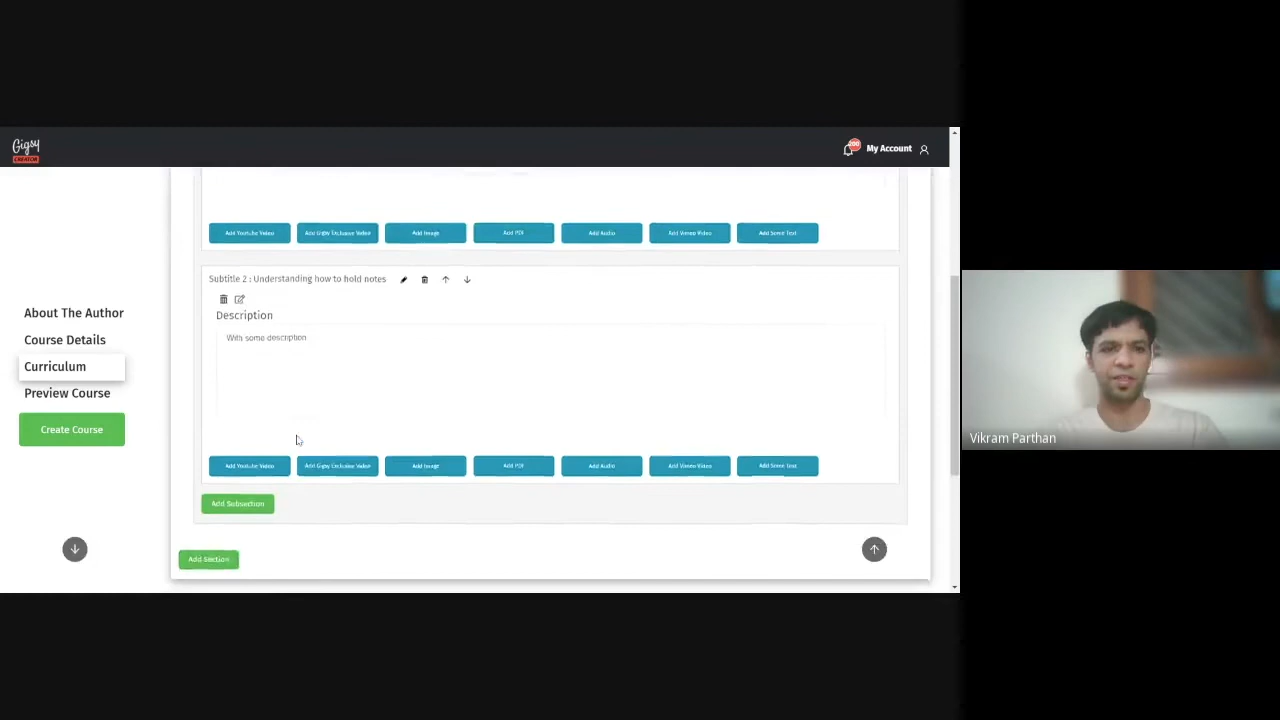 Gigsy
CREATOR
200
My Account
Add Youtube Video
Add Gigsy Exclusive Video
Add Image
Add PDF
Add Audio
Add Vimeo Video
Add Some Text
Subtitle 2 : Understanding how to hold notes
Description
With some description
Add Youtube Video
Add Gigsy Exclusive Video
Add Image
Add PDF
Add Audio
Add Vimeo Video
Add Some Text
Add Subsection
Add Section
About The Author
Course Details
Curriculum
Preview Course
Create Course
Vikram Parthan